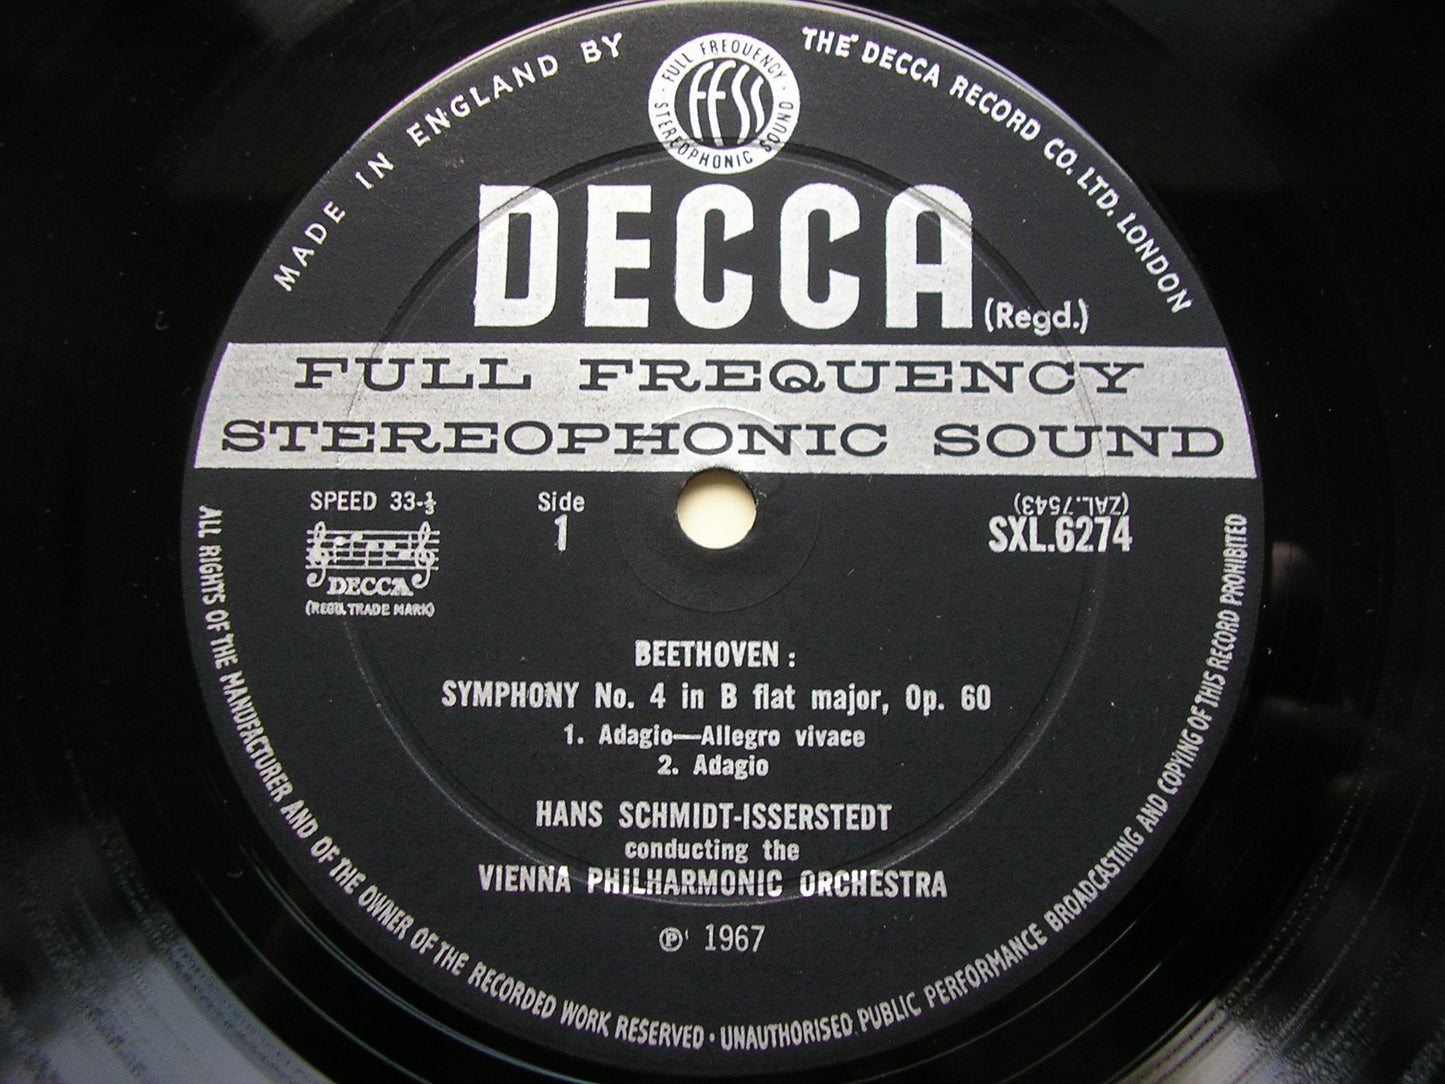 MADE IN ENGLAND BY THE DECCA RECORD CO. LTD. LONDON
FULL FREQUENCY
FFSS
STEREOPHONIC SOUND
DECCA (Regd.)
FULL FREQUENCY
STEREOPHONIC SOUND
SPEED 33-⅓
Side
1
(ZAL.7543)
SXL.6274
DECCA
(REGD. TRADE MARK)
BEETHOVEN :
SYMPHONY No. 4 in B flat major, Op. 60
1. Adagio—Allegro vivace
2. Adagio
HANS SCHMIDT-ISSERSTEDT
conducting the
VIENNA PHILHARMONIC ORCHESTRA
℗ 1967
ALL RIGHTS OF THE MANUFACTURER AND OF THE OWNER OF THE RECORDED WORK RESERVED · UNAUTHORISED PUBLIC PERFORMANCE BROADCASTING AND COPYING OF THIS RECORD PROHIBITED